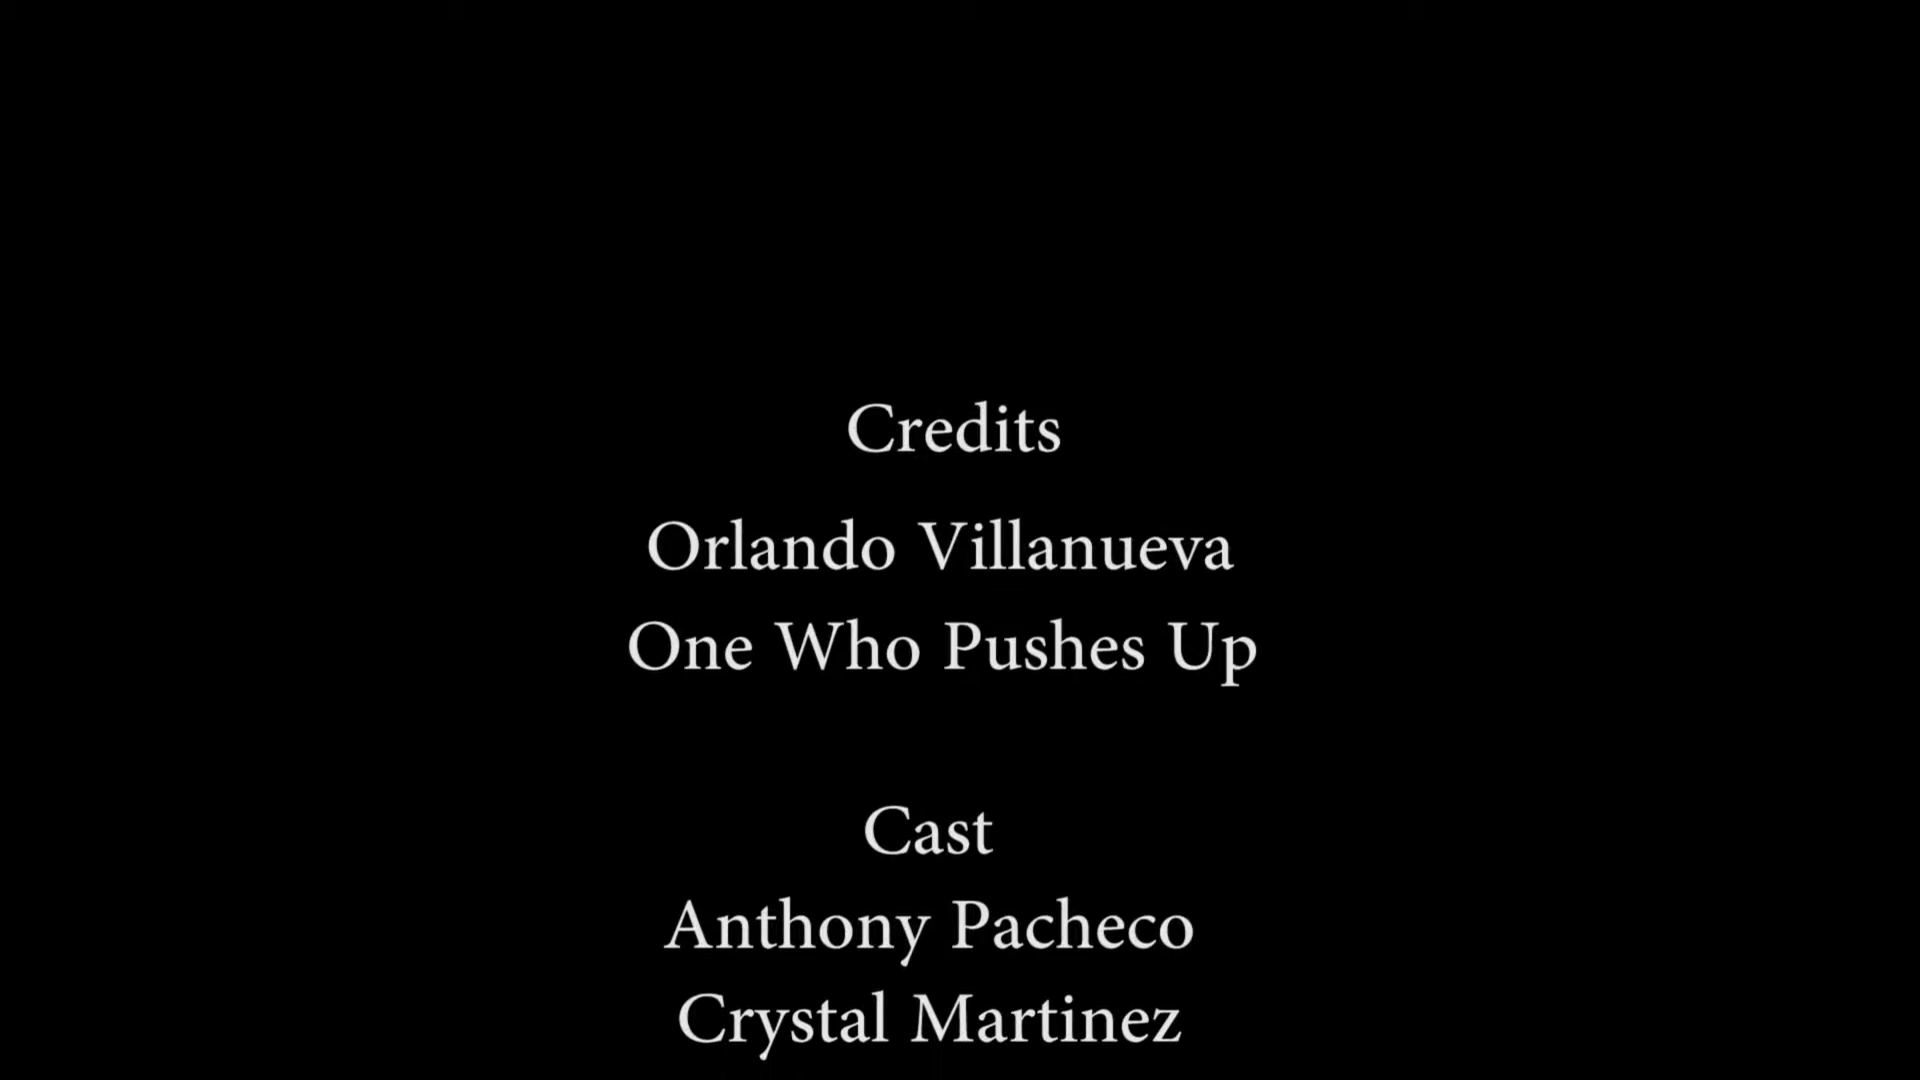 Credits
Orlando Villanueva
One Who Pushes Up
Cast
Anthony Pacheco
Crystal Martinez